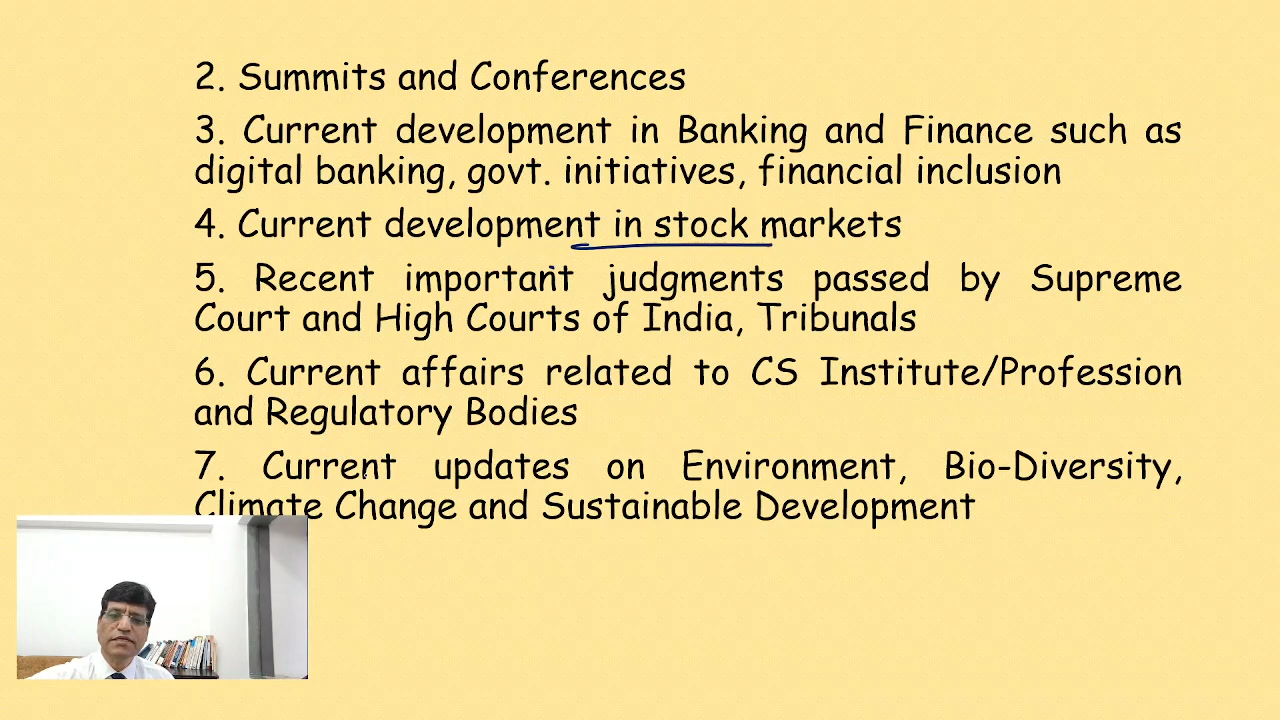 2. Summits and Conferences
3. Current development in Banking and Finance such as
digital banking, govt. initiatives, financial inclusion
4. Current development in stock markets
5. Recent important judgments passed by Supreme
Court and High Courts of India, Tribunals
6. Current affairs related to CS Institute/Profession
and Regulatory Bodies
7. Current updates on Environment, Bio-Diversity,
Climate Change and Sustainable Development